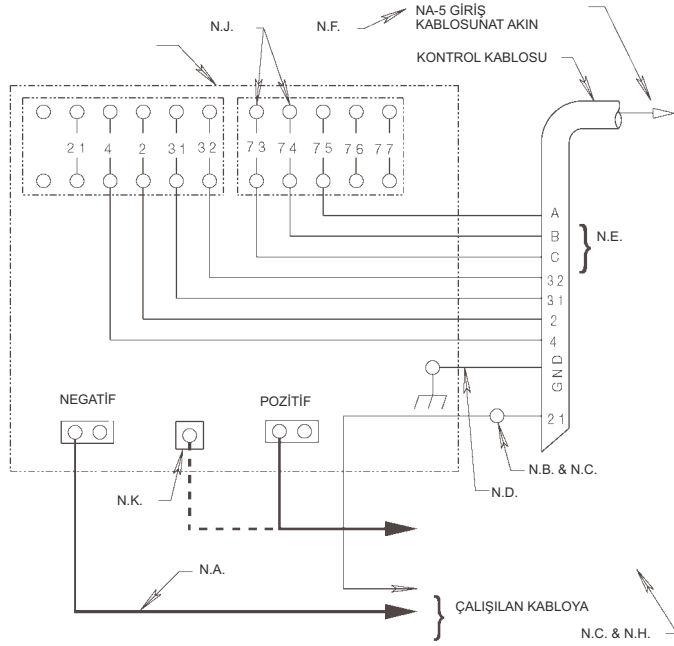 NA-5 GİRİŞ
KABLOSUNAT AKIN
N.J.
N.F.
KONTROL KABLOSU
21 4 2 31 32 73 74 75 76 77
A
B
N.E.
C
32
31
2
4
GND
21
NEGATİF
POZİTİF
N.B. & N.C.
N.D.
N.K.
N.A.
ÇALIŞILAN KABLOYA
N.C. & N.H.